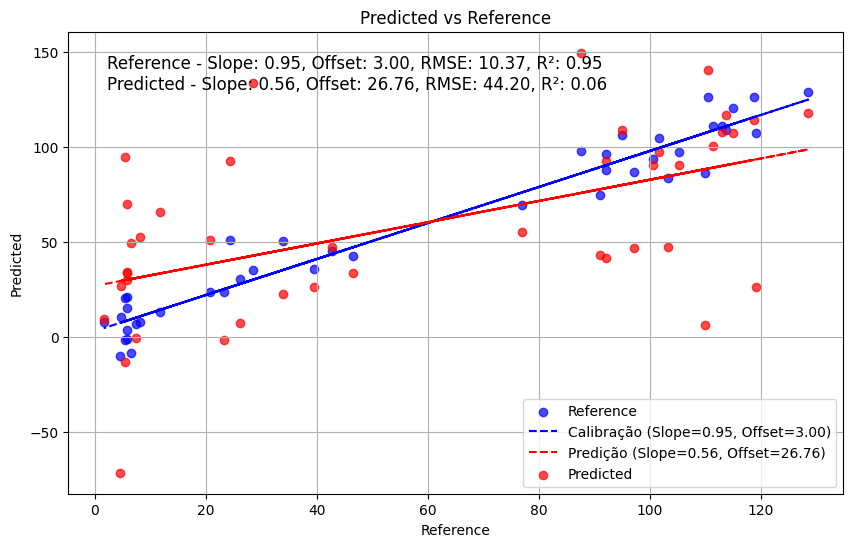 Predicted vs Reference
Reference - Slope: 0.95, Offset: 3.00, RMSE: 10.37, R²: 0.95
Predicted - Slope: 0.56, Offset: 26.76, RMSE: 44.20, R²: 0.06
150
100
50
0
−50
Predicted
0 20 40 60 80 100 120
Reference
Reference
Calibração (Slope=0.95, Offset=3.00)
Predição (Slope=0.56, Offset=26.76)
Predicted